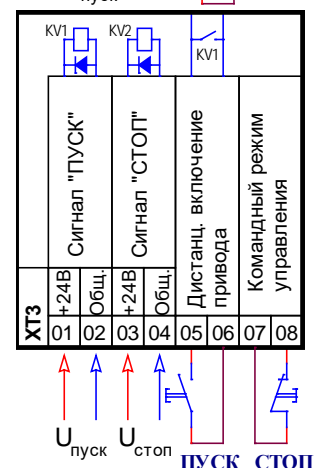 пуск
KV1
KV2
KV1
Сигнал "ПУСК"
Сигнал "СТОП"
Дистанц. включение
привода
Командный режим
управления
XT3
+24В
Общ.
+24В
Общ.
01 02 03 04 05 06 07 08
Uпуск Uстоп
ПУСК СТОП